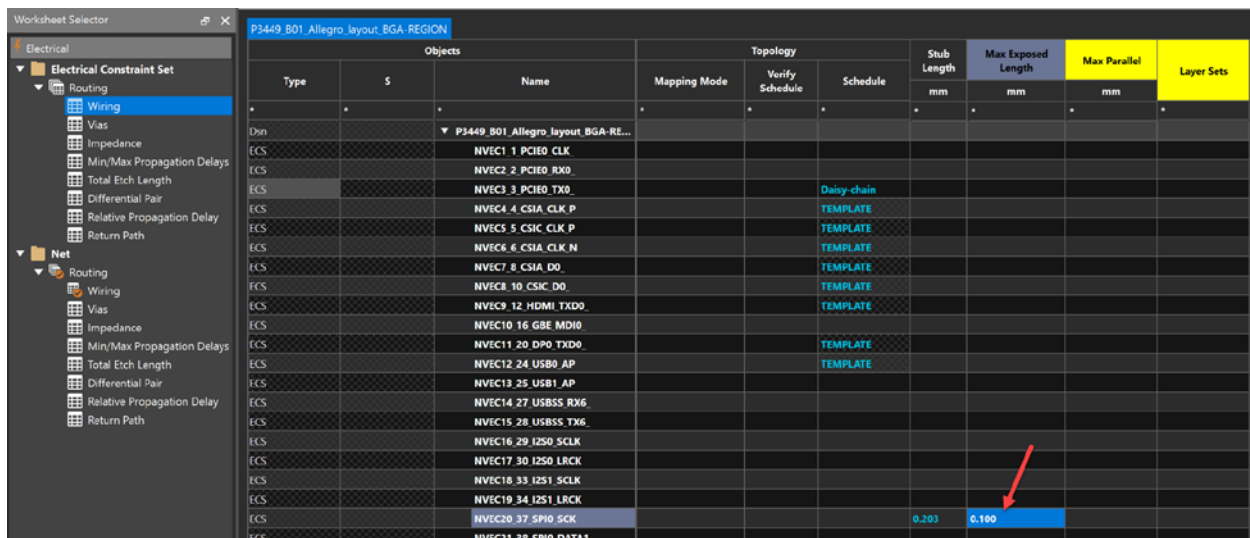 Worksheet Selector
Electrical
Electrical Constraint Set
Routing
Wiring
Vias
Impedance
Min/Max Propagation Delays
Total Etch Length
Differential Pair
Relative Propagation Delay
Return Path
Net
Routing
Wiring
Vias
Impedance
Min/Max Propagation Delays
Total Etch Length
Differential Pair
Relative Propagation Delay
Return Path
P3449_B01_Allegro_layout_BGA-REGION
Objects Topology Stub Length Max Exposed Length Max Parallel Layer Sets
Type S Name Mapping Mode Verify Schedule Schedule mm mm mm
* * * * * * * * * *
Dsn P3449_B01_Allegro_layout_BGA-RE...
ECS NVEC1_1_PCIE0_CLK_
ECS NVEC2_2_PCIE0_RX0_
ECS NVEC3_3_PCIE0_TX0_ Daisy-chain
ECS NVEC4_4_CSIA_CLK_P TEMPLATE
ECS NVEC5_5_CSIC_CLK_P TEMPLATE
ECS NVEC6_6_CSIA_CLK_N TEMPLATE
ECS NVEC7_8_CSIA_D0_ TEMPLATE
ECS NVEC8_10_CSIC_D0_ TEMPLATE
ECS NVEC9_12_HDMI_TXD0_ TEMPLATE
ECS NVEC10_16_GBE_MDI0_
ECS NVEC11_20_DP0_TXD0_ TEMPLATE
ECS NVEC12_24_USB0_AP TEMPLATE
ECS NVEC13_25_USB1_AP
ECS NVEC14_27_USBSS_RX6_
ECS NVEC15_28_USBSS_TX6_
ECS NVEC16_29_I2S0_SCLK
ECS NVEC17_30_I2S0_LRCK
ECS NVEC18_33_I2S1_SCLK
ECS NVEC19_34_I2S1_LRCK
ECS NVEC20_37_SPI0_SCK 0.203 0.100
ECS NVEC21_38_SPI0_DATA1